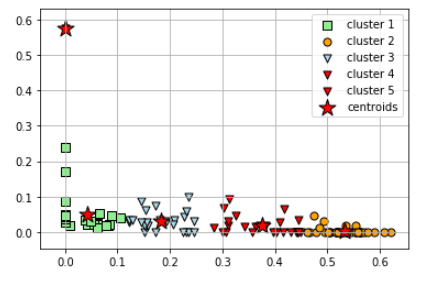 0.6
0.5
0.4
0.3
0.2
0.1
0.0
cluster 1
cluster 2
cluster 3
cluster 4
cluster 5
centroids
0.0 0.1 0.2 0.3 0.4 0.5 0.6